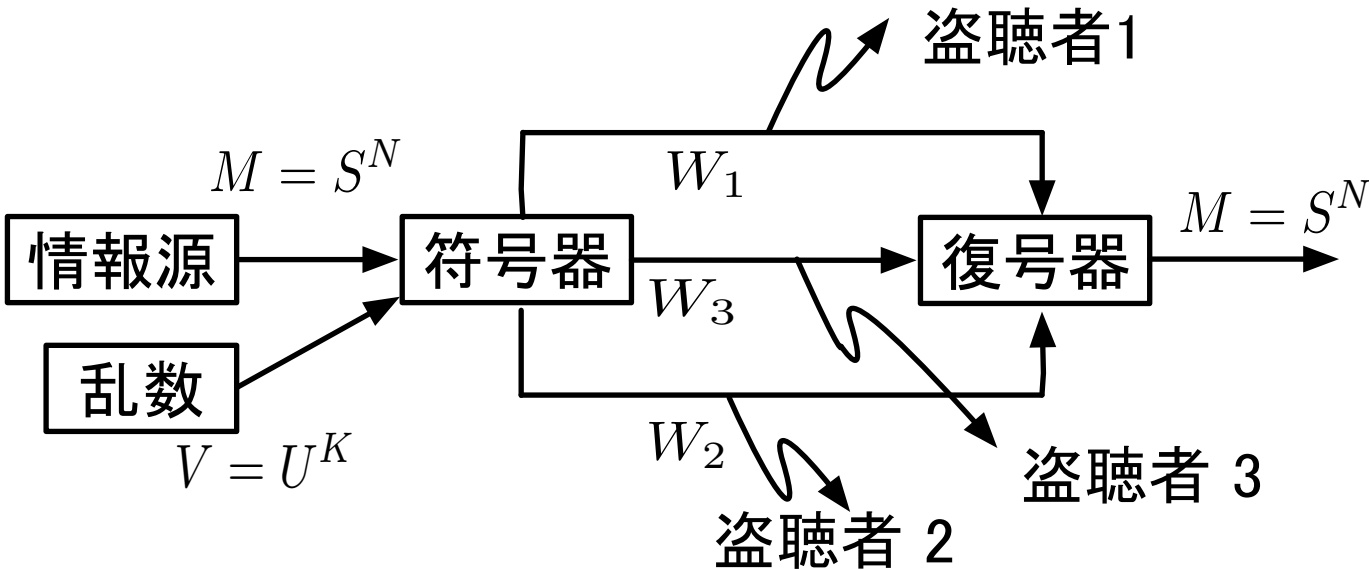 盗聴者1
W_1
M = S^N
情報源
符号器
復号器
M = S^N
W_3
乱数
V = U^K
W_2
盗聴者 3
盗聴者 2